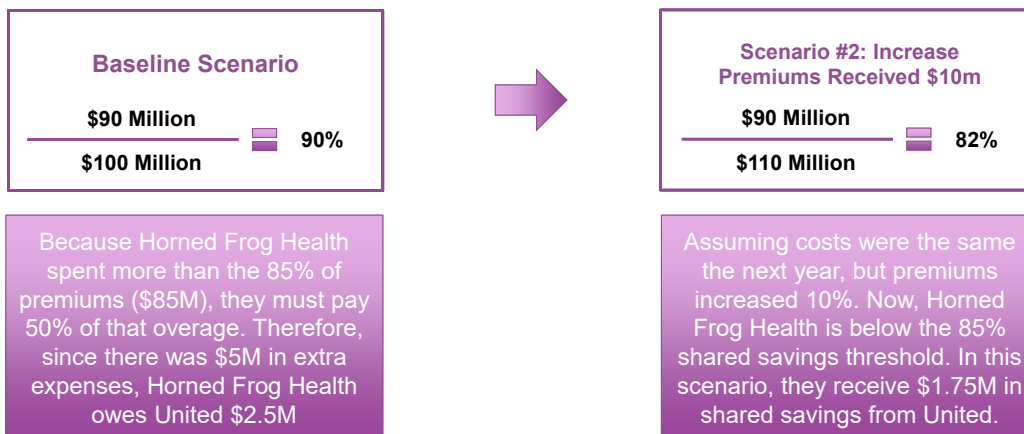 Baseline Scenario
$90 Million
$100 Million
90%
Because Horned Frog Health
spent more than the 85% of
premiums ($85M), they must pay
50% of that overage. Therefore,
since there was $5M in extra
expenses, Horned Frog Health
owes United $2.5M
Scenario #2: Increase
Premiums Received $10m
$90 Million
$110 Million
82%
Assuming costs were the same
the next year, but premiums
increased 10%. Now, Horned
Frog Health is below the 85%
shared savings threshold. In this
scenario, they receive $1.75M in
shared savings from United.